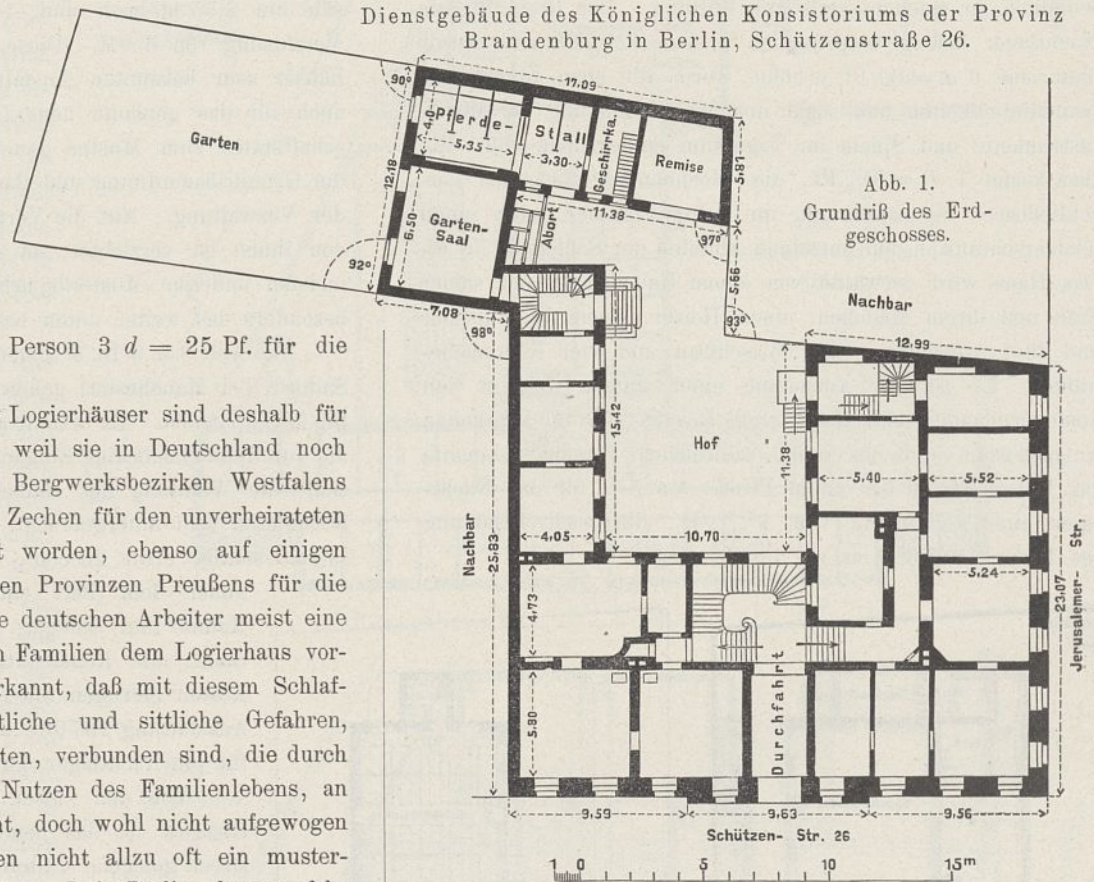 Dienstgebäude des Königlichen Konsistoriums der Provinz
Brandenburg in Berlin, Schützenstraße 26.
Abb. 1.
Grundriß des Erd-
geschosses.
90°
17.09
Garten
4.0
Pferde-
Stall
5.35
3.30
Geschirrka.
Remise
5.81
12.18
6.50
Garten-
Saal
Abort
11.38
97°
92°
7.08
98°
5.66
93°
Nachbar
12.99
Person 3 d = 25 Pf. für die
Logierhäuser sind deshalb für
weil sie in Deutschland noch
Bergwerksbezirken Westfalens
Zechen für den unverheirateten
t worden, ebenso auf einigen
en Provinzen Preußens für die
e deutschen Arbeiter meist eine
n Familien dem Logierhaus vor-
rkannt, daß mit diesem Schlaf-
tliche und sittliche Gefahren,
ten, verbunden sind, die durch
Nutzen des Familienlebens, an
nt, doch wohl nicht aufgewogen
en nicht allzu oft ein muster-
15.42
Hof
11.38
5.40
5.52
Nachbar
25.83
4.05
10.70
5.24
4.73
23.07
Jerusalemer-
Str.
5.80
Durchfahrt
9.59
9.63
9.56
Schützen- Str. 26
1 0 5 10 15m